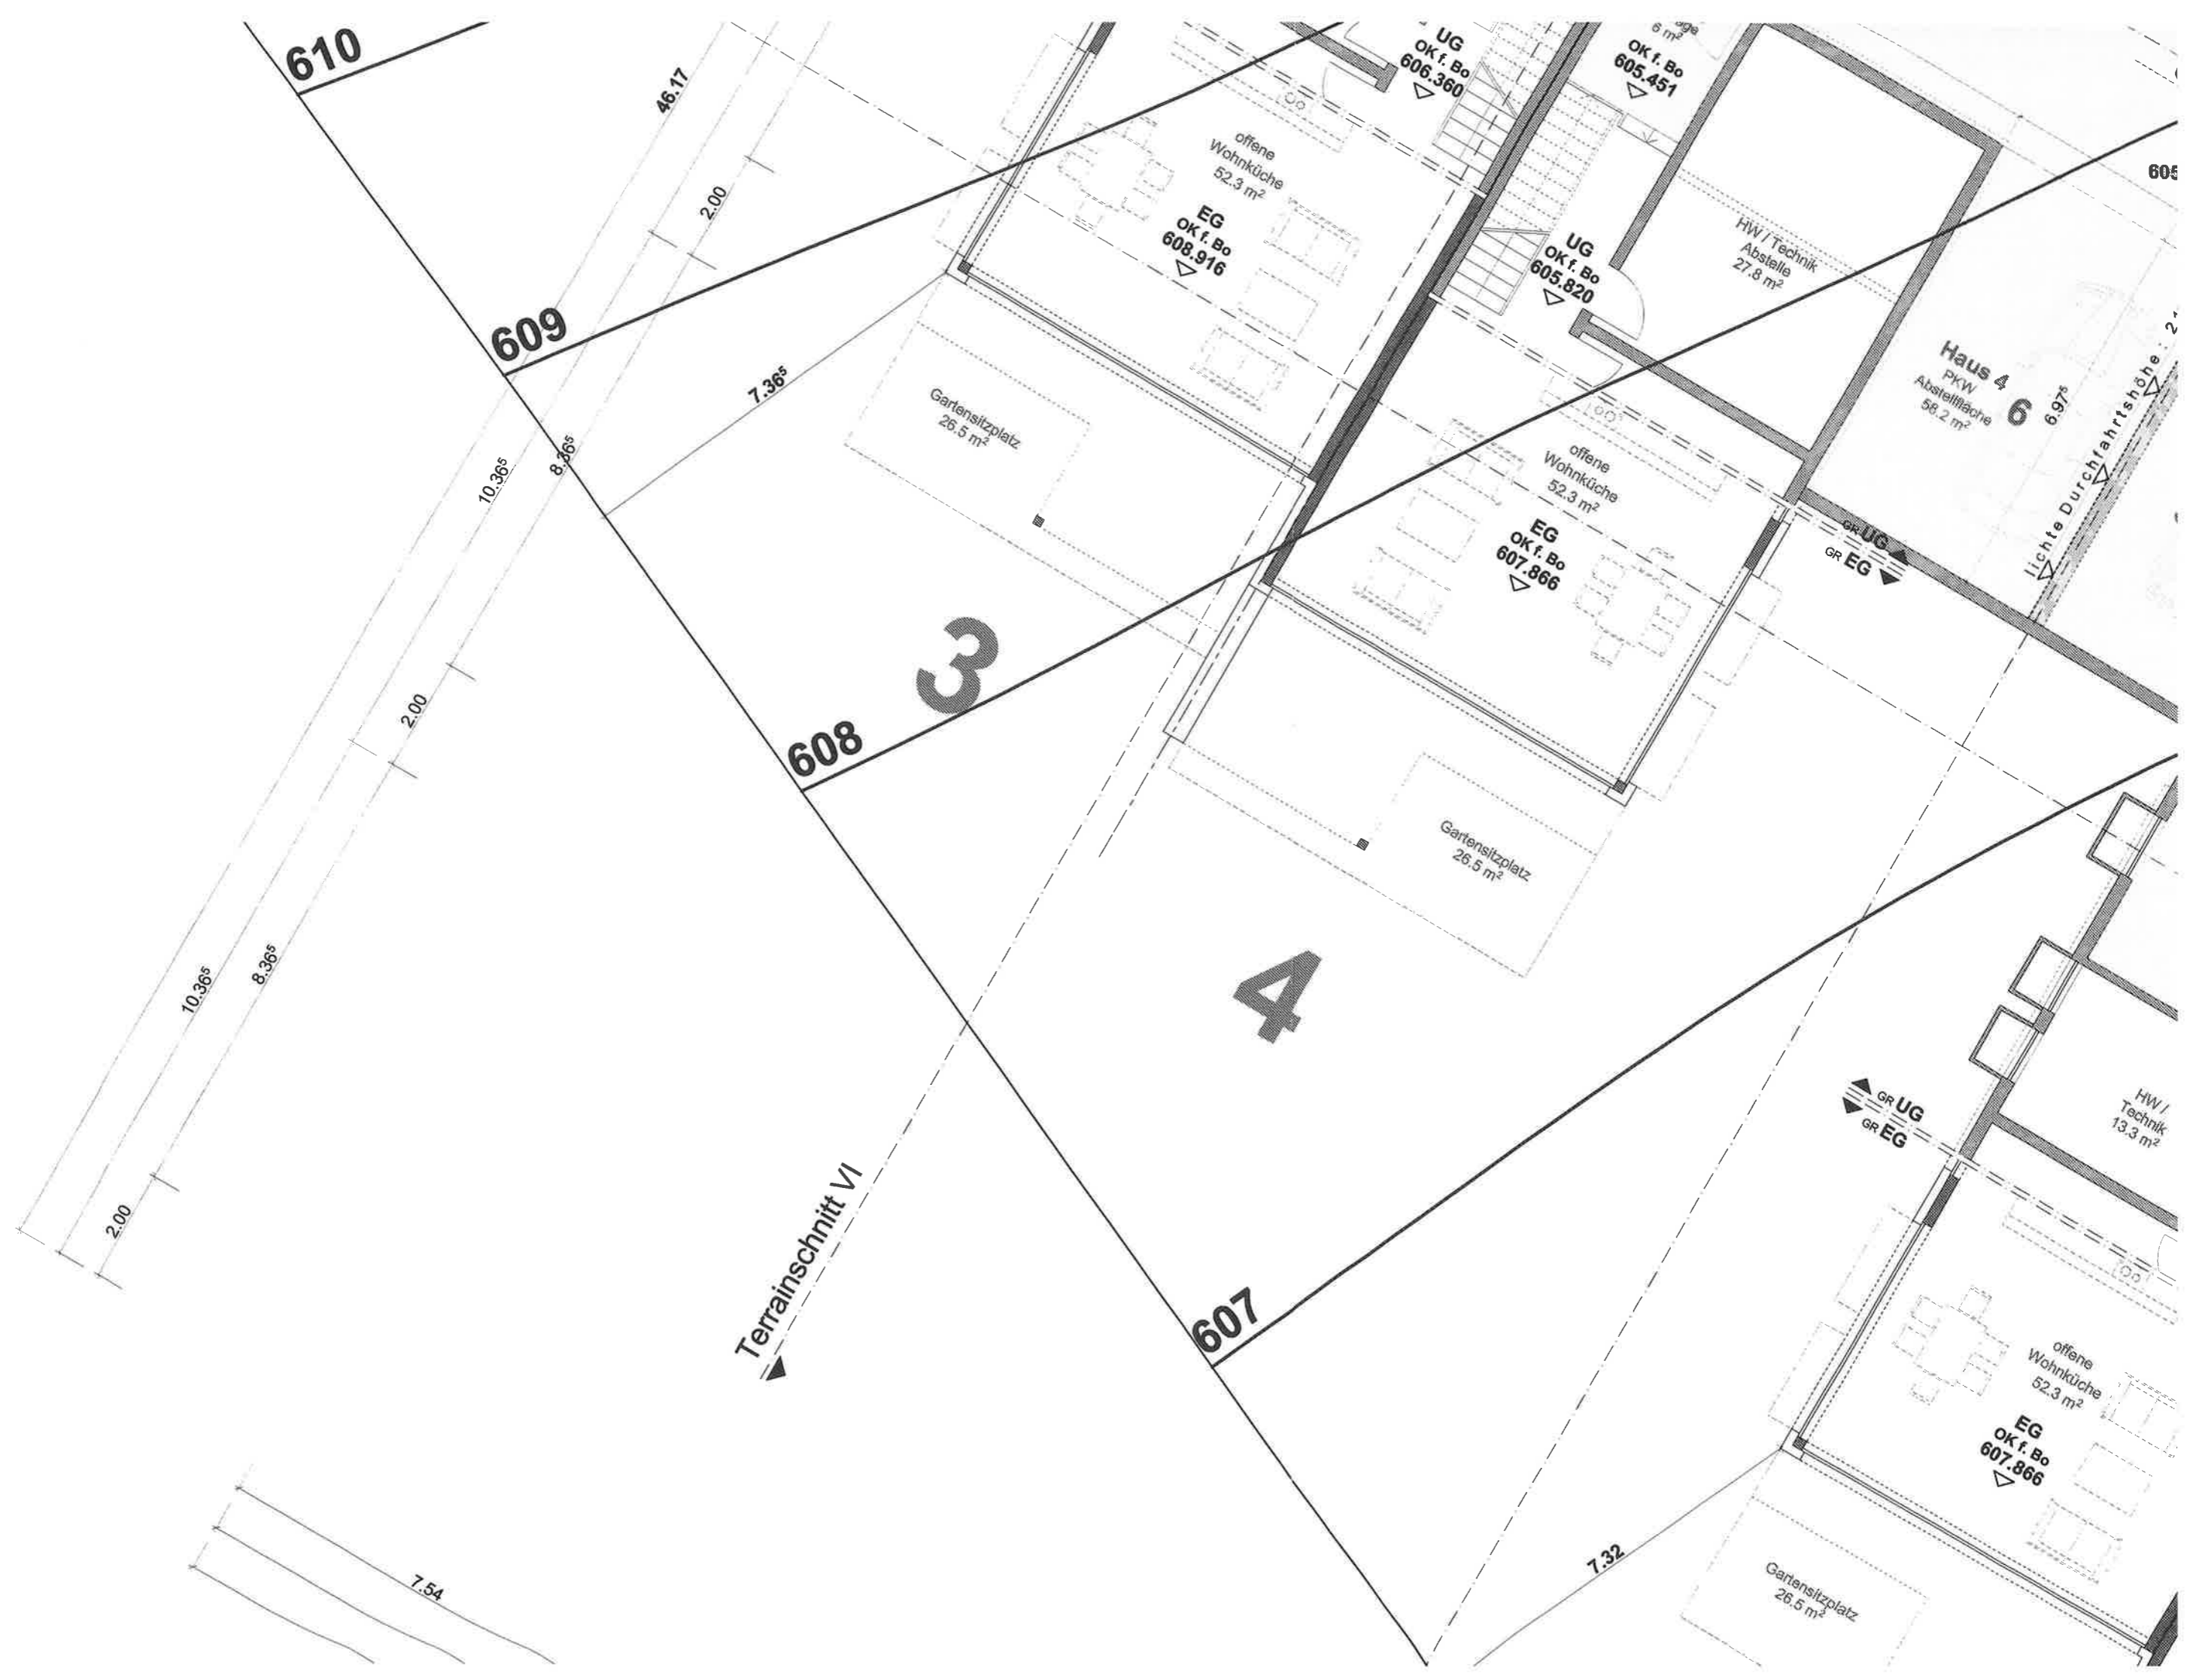 610
46.17
UG
OK f. Bo
606.360
6 m²
OK f. Bo
605.451
605
2.00
offene
Wohnküche
52.3 m²
EG
OK f. Bo
608.916
UG
OK f. Bo
605.820
HW / Technik
Abstelle
27.8 m²
609
7.36⁵
Gartensitzplatz
26.5 m²
Haus 4
PKW
Abstellfläche
58.2 m²
6
6.97⁵
lichte Durchfahrtshöhe : 2.1
10.36⁵
8.36⁵
offene
Wohnküche
52.3 m²
EG
OK f. Bo
607.866
GR UG
GR EG
3
2.00
608
Gartensitzplatz
26.5 m²
4
10.36⁵
8.36⁵
GR UG
GR EG
HW /
Technik
13.3 m²
2.00
Terrainschnitt VI
607
offene
Wohnküche
52.3 m²
EG
OK f. Bo
607.866
7.54
7.32
Gartensitzplatz
26.5 m²